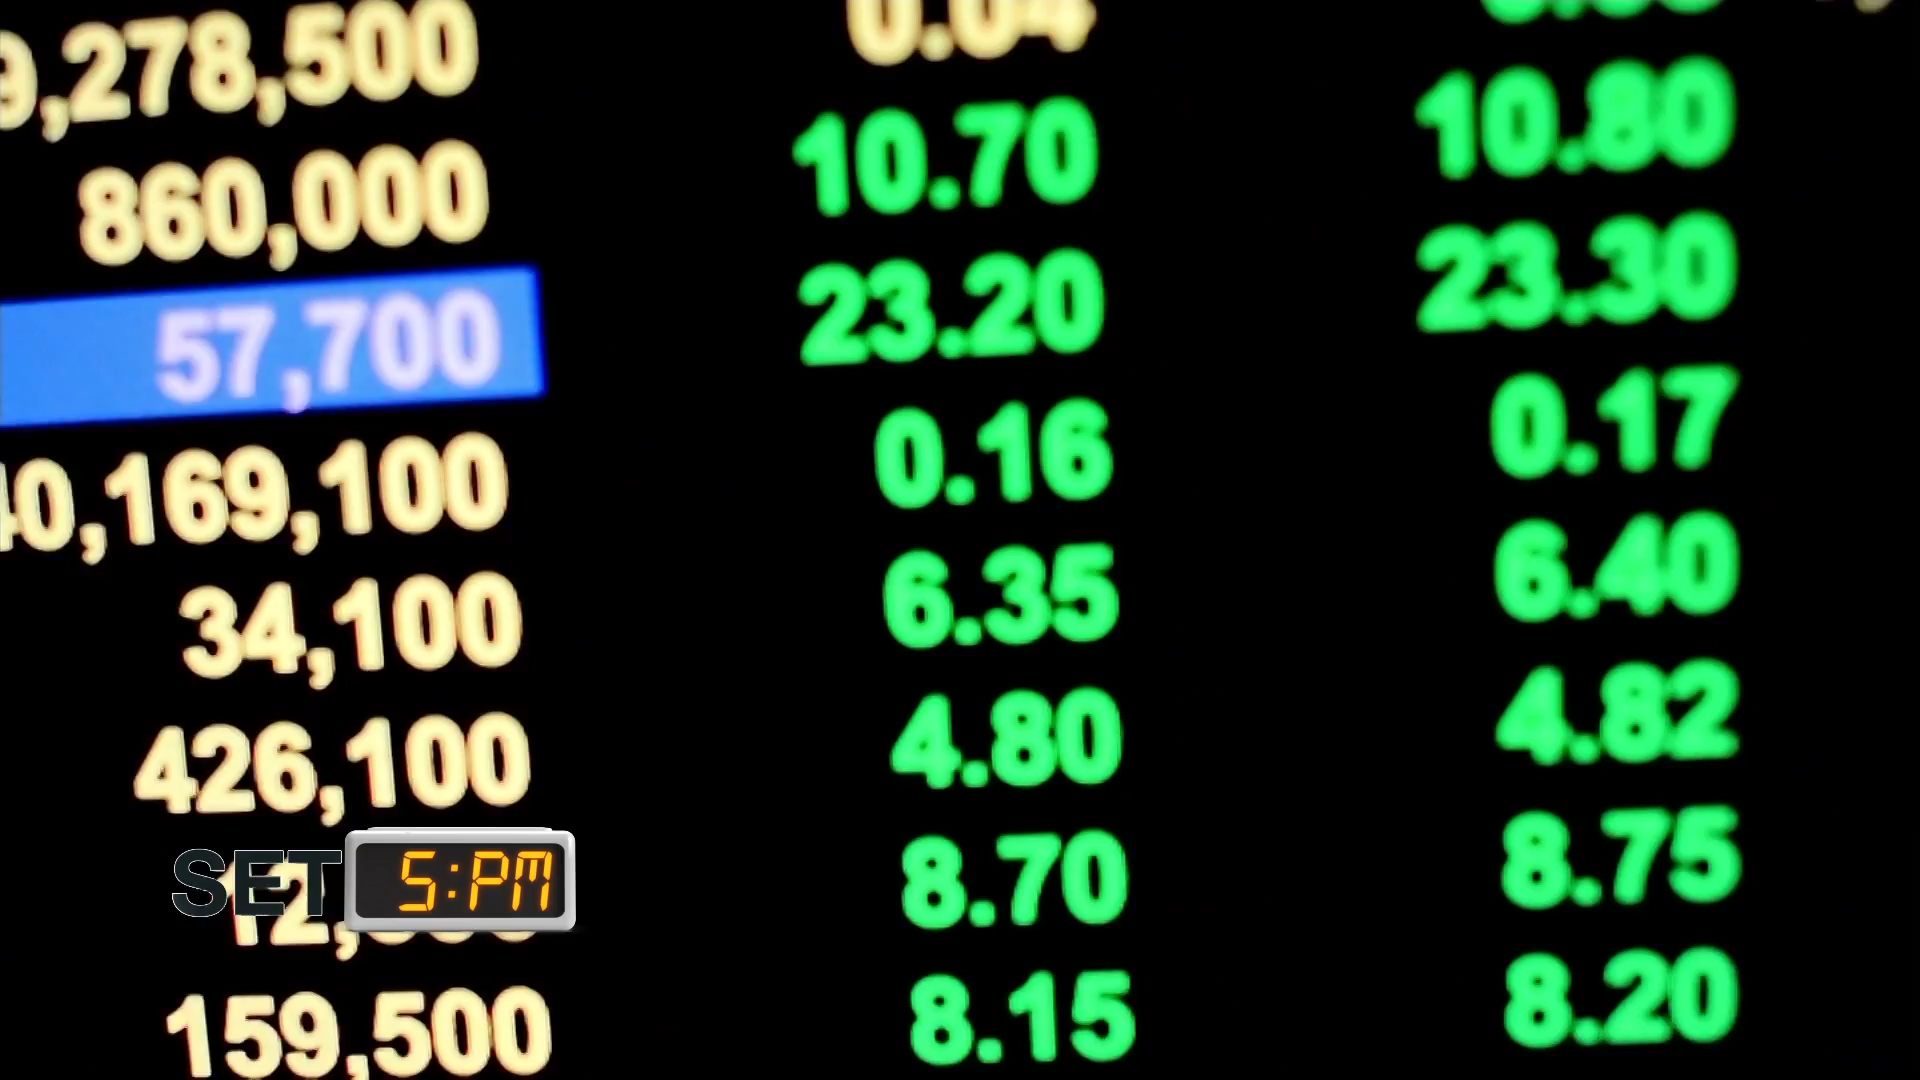 0.04
9,278,500
860,000 10.70 10.80
57,700 23.20 23.30
40,169,100 0.16 0.17
34,100 6.35 6.40
426,100 4.80 4.82
8.70 8.75
SET 5:PM
159,500 8.15 8.20